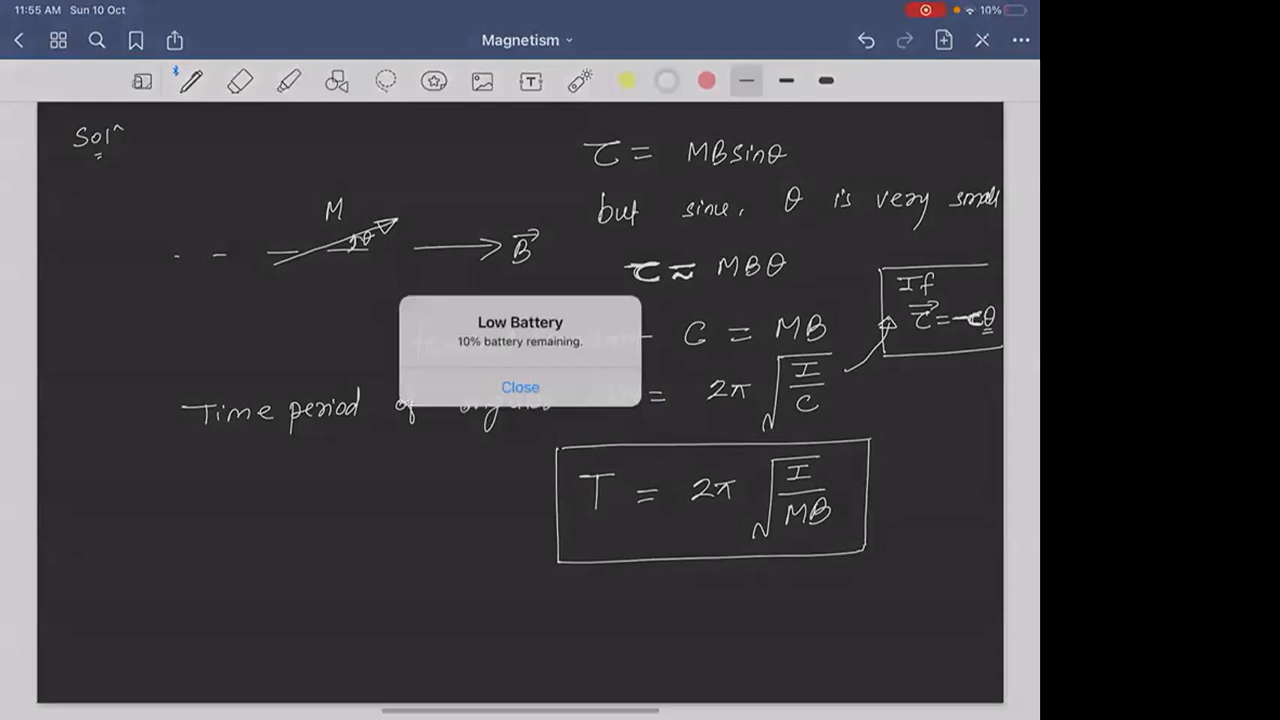 11:55 AM Sun 10 Oct
10%
Magnetism
Solⁿ
τ = MBsinθ
but since, θ is very small
M
θ
B⃗
τ ≈ MBθ
If
τ⃗ = -cθ
Low Battery
10% battery remaining.
Close
C = MB
Time period of = 2π √(I/C)
T = 2π √(I/MB)